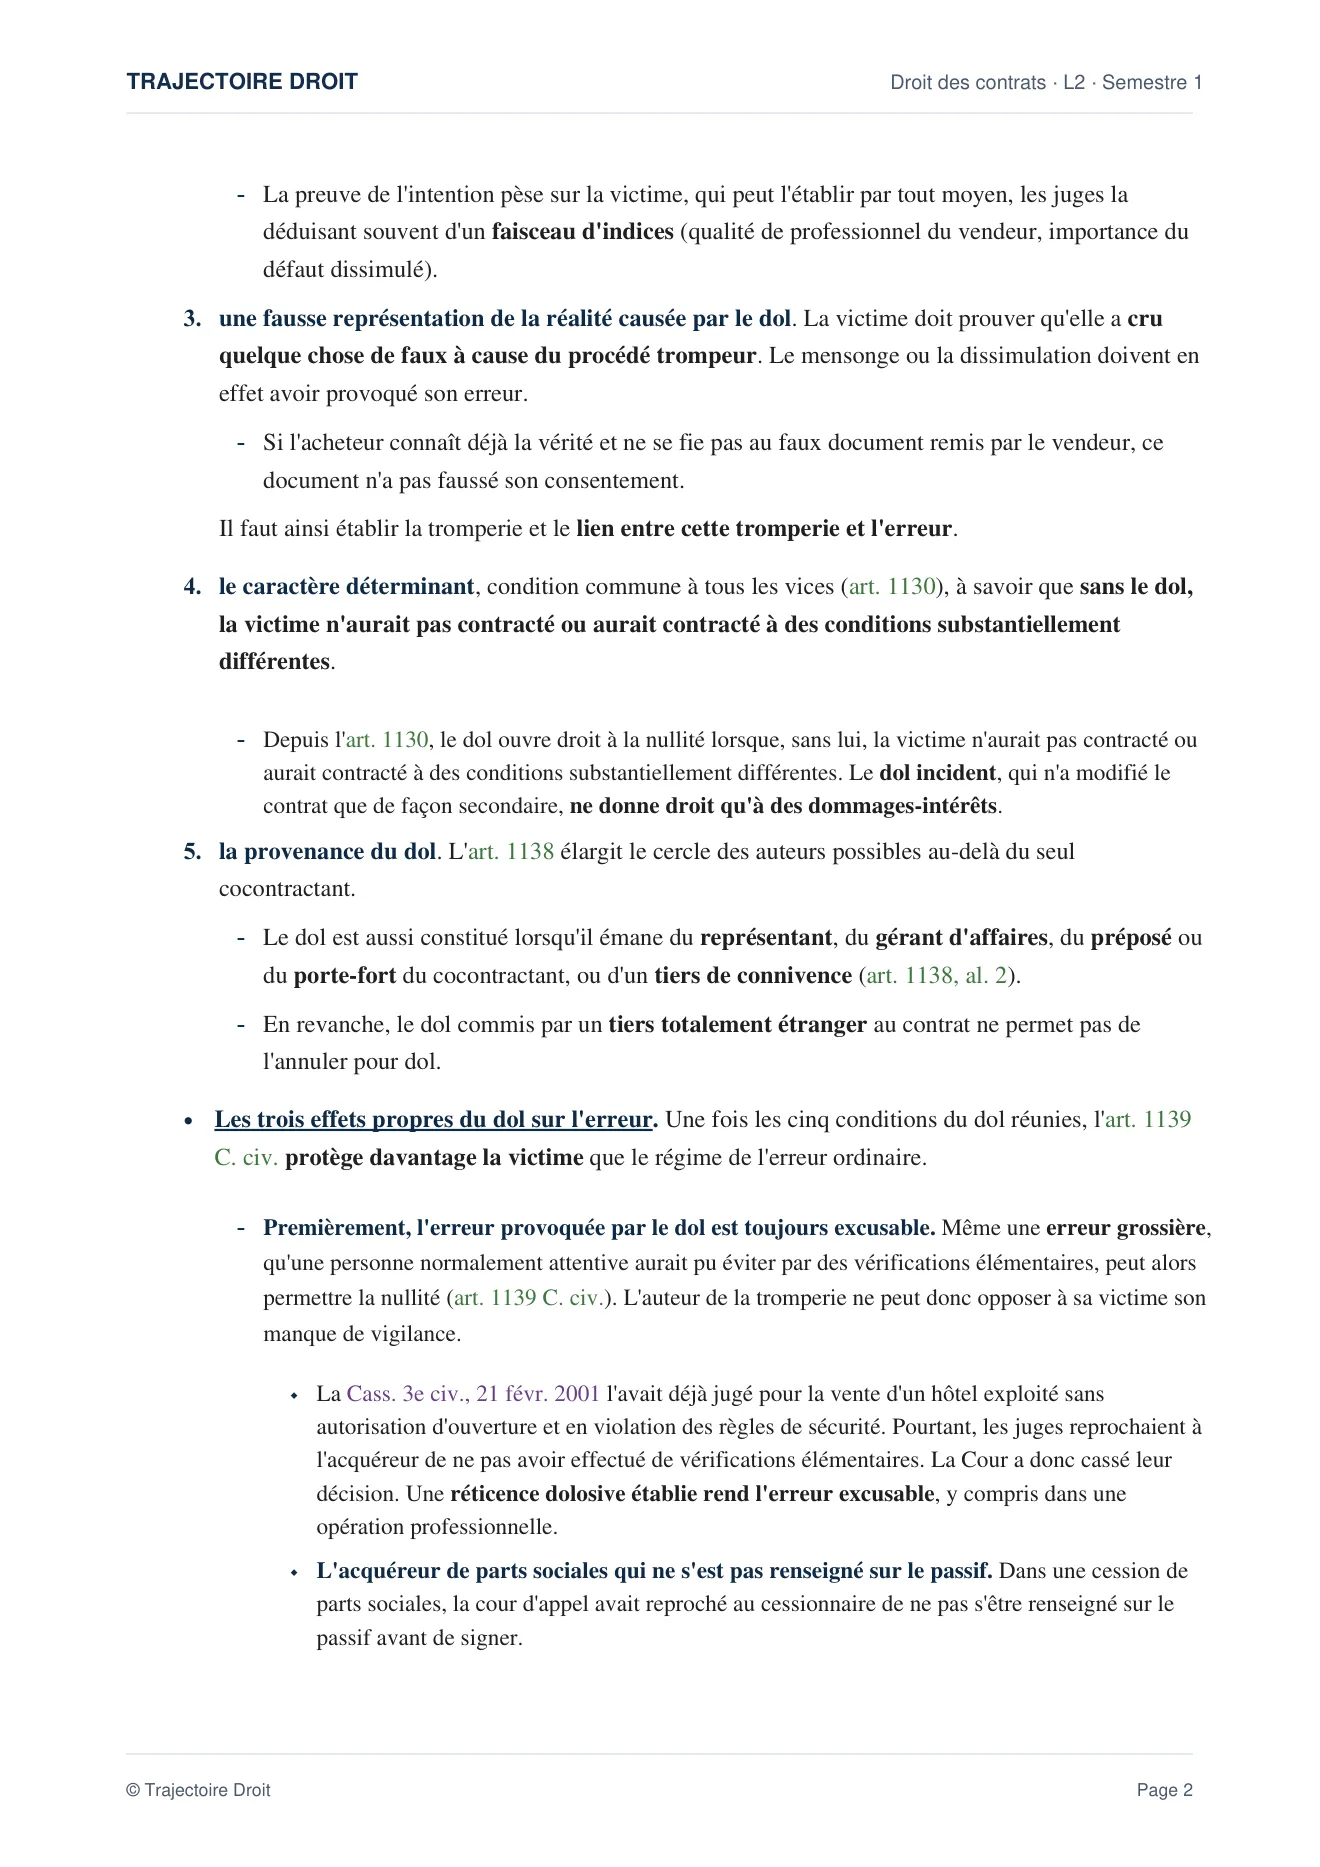 TRAJECTOIRE DROIT
Droit des contrats · L2 · Semestre 1
- La preuve de l'intention pèse sur la victime, qui peut l'établir par tout moyen, les juges la
déduisant souvent d'un faisceau d'indices (qualité de professionnel du vendeur, importance du
défaut dissimulé).
3. une fausse représentation de la réalité causée par le dol. La victime doit prouver qu'elle a cru
quelque chose de faux à cause du procédé trompeur. Le mensonge ou la dissimulation doivent en
effet avoir provoqué son erreur.
- Si l'acheteur connaît déjà la vérité et ne se fie pas au faux document remis par le vendeur, ce
document n'a pas faussé son consentement.
Il faut ainsi établir la tromperie et le lien entre cette tromperie et l'erreur.
4. le caractère déterminant, condition commune à tous les vices (art. 1130), à savoir que sans le dol,
la victime n'aurait pas contracté ou aurait contracté à des conditions substantiellement
différentes.
- Depuis l'art. 1130, le dol ouvre droit à la nullité lorsque, sans lui, la victime n'aurait pas contracté ou
aurait contracté à des conditions substantiellement différentes. Le dol incident, qui n'a modifié le
contrat que de façon secondaire, ne donne droit qu'à des dommages-intérêts.
5. la provenance du dol. L'art. 1138 élargit le cercle des auteurs possibles au-delà du seul
cocontractant.
- Le dol est aussi constitué lorsqu'il émane du représentant, du gérant d'affaires, du préposé ou
du porte-fort du cocontractant, ou d'un tiers de connivence (art. 1138, al. 2).
- En revanche, le dol commis par un tiers totalement étranger au contrat ne permet pas de
l'annuler pour dol.
• Les trois effets propres du dol sur l'erreur. Une fois les cinq conditions du dol réunies, l'art. 1139
C. civ. protège davantage la victime que le régime de l'erreur ordinaire.
- Premièrement, l'erreur provoquée par le dol est toujours excusable. Même une erreur grossière,
qu'une personne normalement attentive aurait pu éviter par des vérifications élémentaires, peut alors
permettre la nullité (art. 1139 C. civ.). L'auteur de la tromperie ne peut donc opposer à sa victime son
manque de vigilance.
⬩ La Cass. 3e civ., 21 févr. 2001 l'avait déjà jugé pour la vente d'un hôtel exploité sans
autorisation d'ouverture et en violation des règles de sécurité. Pourtant, les juges reprochaient à
l'acquéreur de ne pas avoir effectué de vérifications élémentaires. La Cour a donc cassé leur
décision. Une réticence dolosive établie rend l'erreur excusable, y compris dans une
opération professionnelle.
⬩ L'acquéreur de parts sociales qui ne s'est pas renseigné sur le passif. Dans une cession de
parts sociales, la cour d'appel avait reproché au cessionnaire de ne pas s'être renseigné sur le
passif avant de signer.
© Trajectoire Droit
Page 2